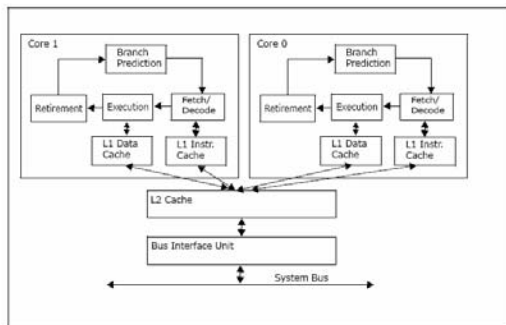 Core 1
Branch
Prediction
Retirement
Execution
Fetch/
Decode
L1 Data
Cache
L1 Instr.
Cache
Core 0
Branch
Prediction
Retirement
Execution
Fetch/
Decode
L1 Data
Cache
L1 Instr.
Cache
L2 Cache
Bus Interface Unit
System Bus